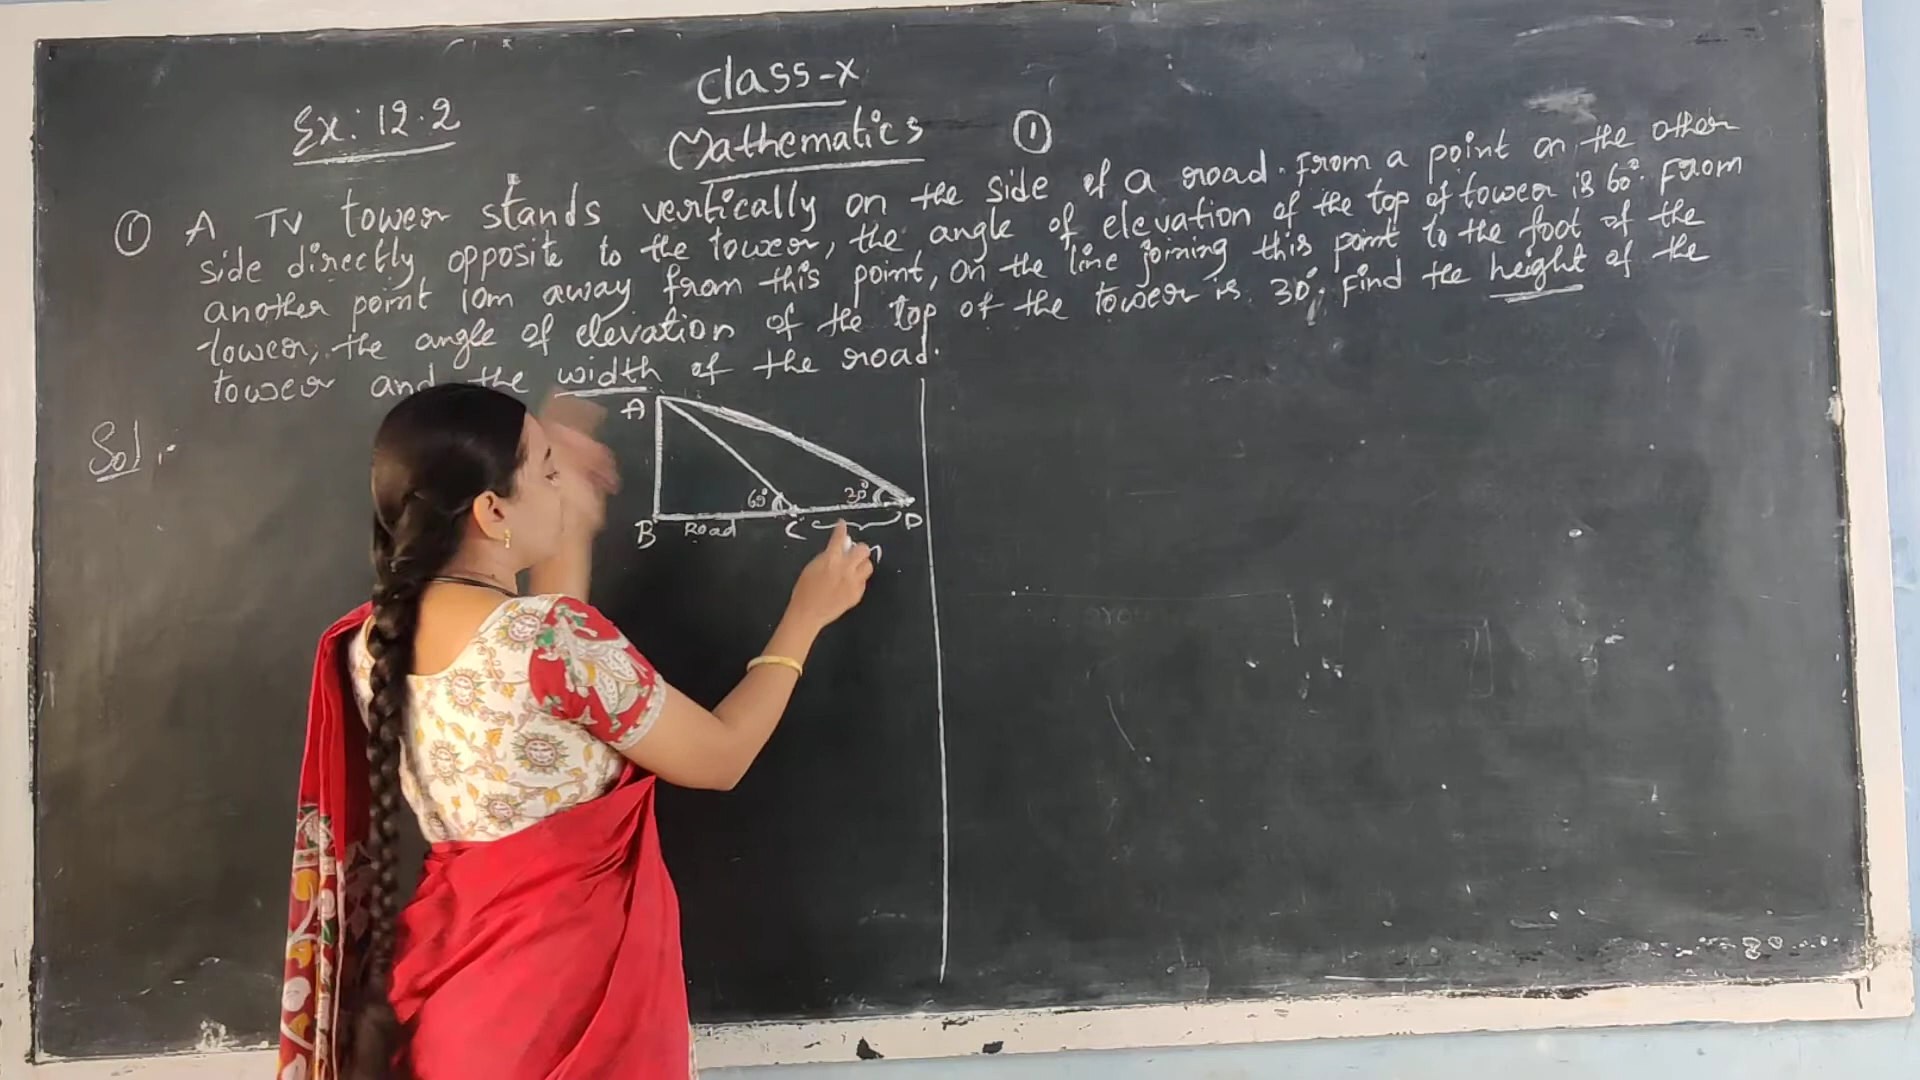 Class-X
Ex: 12.2
Mathematics
①
① A TV tower stands vertically on the side of a road. From a point on the other
side directly opposite to the tower, the angle of elevation of the top of tower is 60°. From
another point 10m away from this point, on the line joining this point to the foot of the
tower, the angle of elevation of the top of the tower is 30°. Find the height of the
tower and the width of the road.
Sol:-
A
60°
30°
B
Road
C
D
m